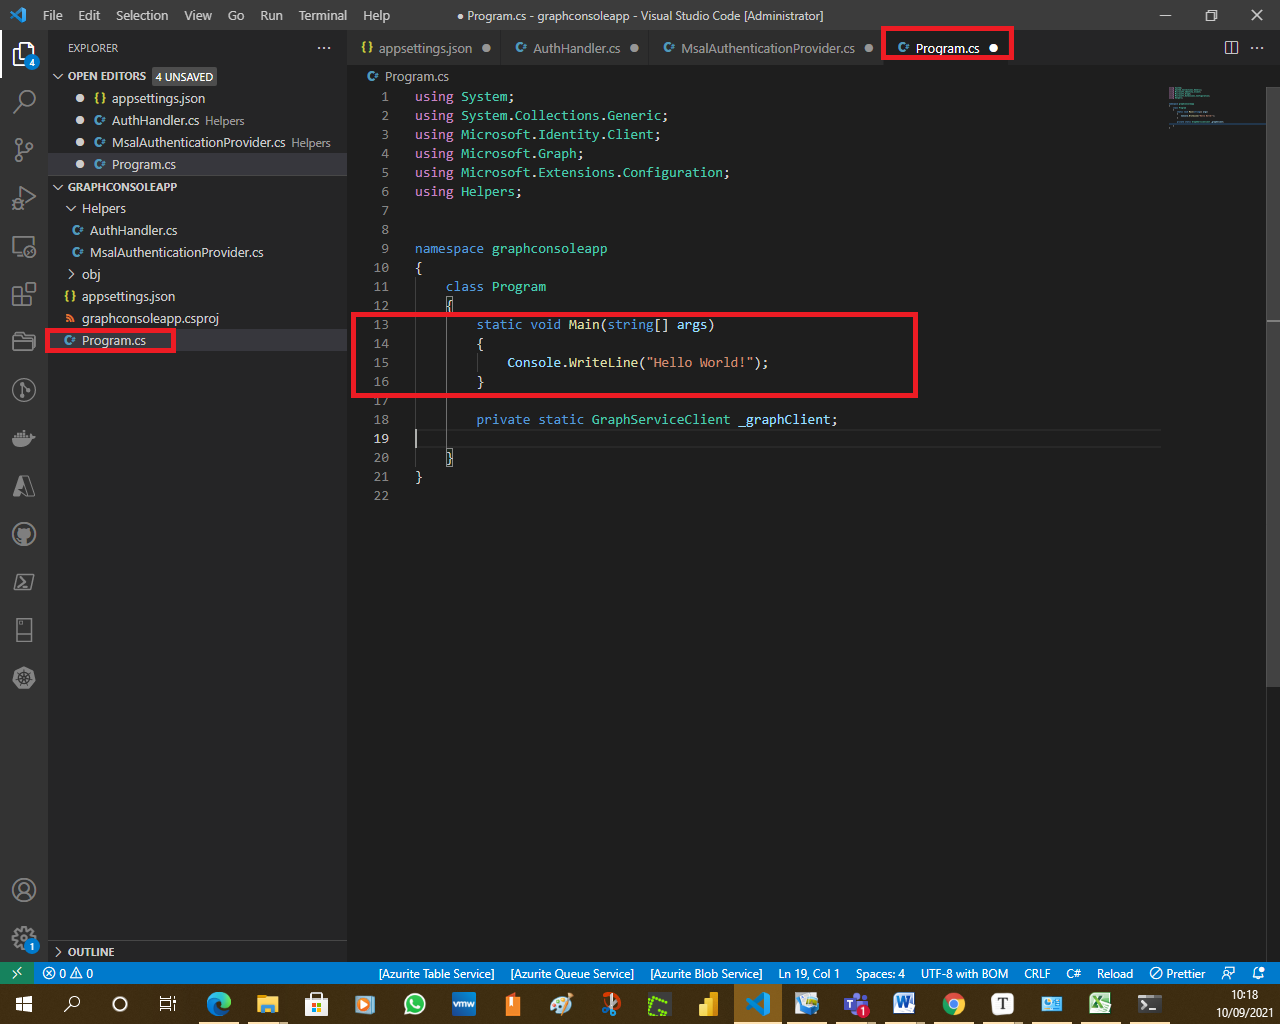 File Edit Selection View Go Run Terminal Help
● Program.cs - graphconsoleapp - Visual Studio Code [Administrator]
EXPLORER
OPEN EDITORS 4 UNSAVED
{} appsettings.json
C# AuthHandler.cs Helpers
C# MsalAuthenticationProvider.cs Helpers
C# Program.cs
GRAPHCONSOLEAPP
Helpers
C# AuthHandler.cs
C# MsalAuthenticationProvider.cs
obj
{} appsettings.json
graphconsoleapp.csproj
C# Program.cs
OUTLINE
4
1
{} appsettings.json ● C# AuthHandler.cs ● C# MsalAuthenticationProvider.cs ● C# Program.cs ●
C# Program.cs
1 using System;
2 using System.Collections.Generic;
3 using Microsoft.Identity.Client;
4 using Microsoft.Graph;
5 using Microsoft.Extensions.Configuration;
6 using Helpers;
7
8
9 namespace graphconsoleapp
10 {
11 class Program
12 {
13 static void Main(string[] args)
14 {
15 Console.WriteLine("Hello World!");
16 }
17
18 private static GraphServiceClient _graphClient;
19
20 }
21 }
22
0 0 [Azurite Table Service] [Azurite Queue Service] [Azurite Blob Service] Ln 19, Col 1 Spaces: 4 UTF-8 with BOM CRLF C# Reload Prettier
vmw
1
T
10:18
10/09/2021